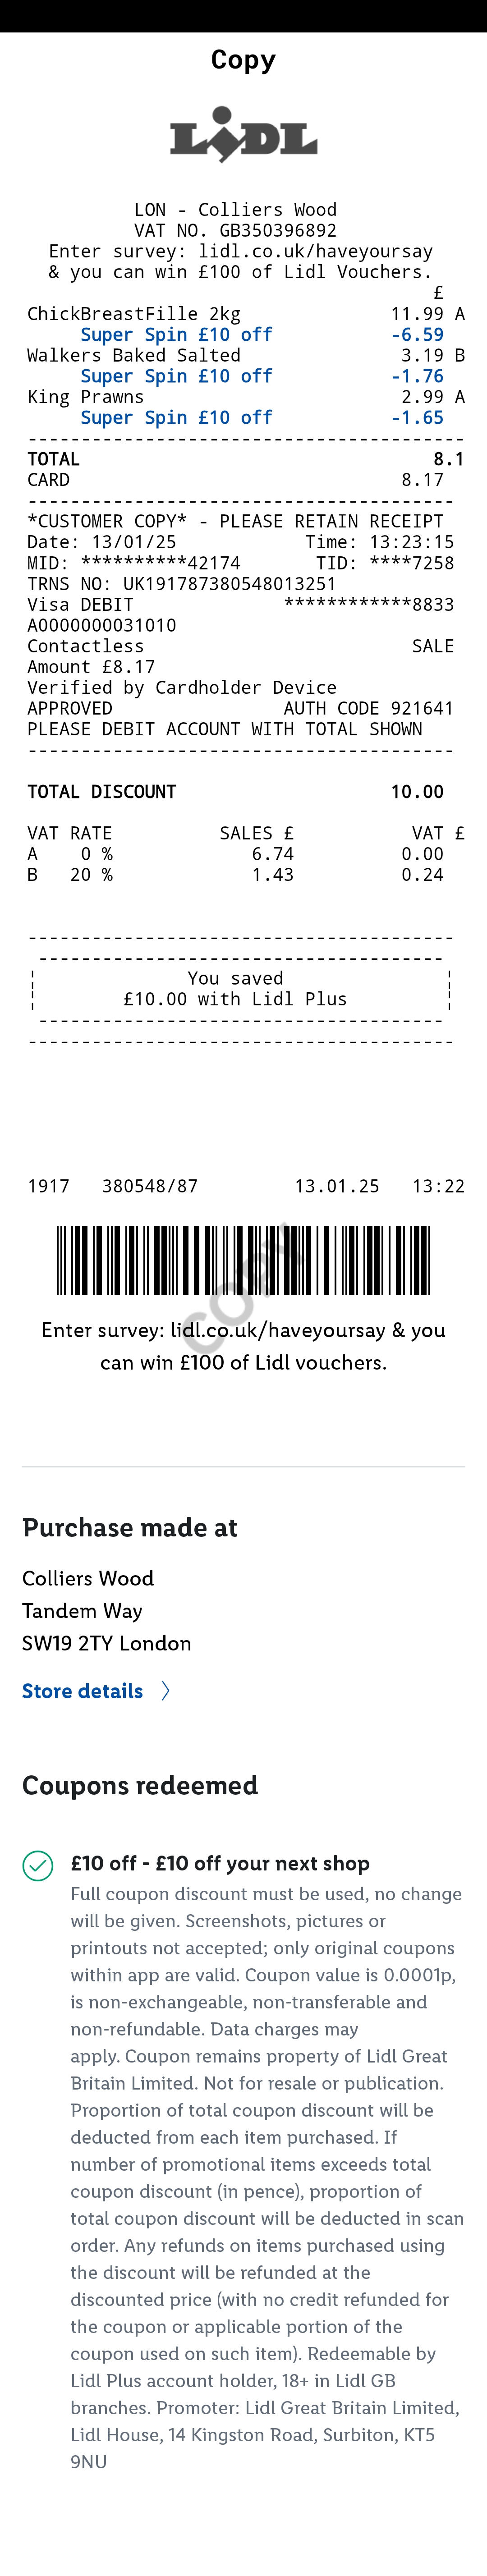 Copy
LIDL
LON - Colliers Wood
VAT NO. GB350396892
Enter survey: lidl.co.uk/haveyoursay
& you can win £100 of Lidl Vouchers.
£
ChickBreastFille 2kg 11.99 A
Super Spin £10 off -6.59
Walkers Baked Salted 3.19 B
Super Spin £10 off -1.76
King Prawns 2.99 A
Super Spin £10 off -1.65
-----------------------------------------
TOTAL 8.1
CARD 8.17
----------------------------------------
*CUSTOMER COPY* - PLEASE RETAIN RECEIPT
Date: 13/01/25 Time: 13:23:15
MID: **********42174 TID: ****7258
TRNS NO: UK191787380548013251
Visa DEBIT ************8833
A0000000031010
Contactless SALE
Amount £8.17
Verified by Cardholder Device
APPROVED AUTH CODE 921641
PLEASE DEBIT ACCOUNT WITH TOTAL SHOWN
----------------------------------------
TOTAL DISCOUNT 10.00
VAT RATE SALES £ VAT £
A 0 % 6.74 0.00
B 20 % 1.43 0.24
----------------------------------------
--------------------------------------
¦ You saved ¦
¦ £10.00 with Lidl Plus ¦
--------------------------------------
----------------------------------------
1917 380548/87 13.01.25 13:22
COPY
Enter survey: lidl.co.uk/haveyoursay & you
can win £100 of Lidl vouchers.
Purchase made at
Colliers Wood
Tandem Way
SW19 2TY London
Store details
Coupons redeemed
£10 off - £10 off your next shop
Full coupon discount must be used, no change
will be given. Screenshots, pictures or
printouts not accepted; only original coupons
within app are valid. Coupon value is 0.0001p,
is non-exchangeable, non-transferable and
non-refundable. Data charges may
apply. Coupon remains property of Lidl Great
Britain Limited. Not for resale or publication.
Proportion of total coupon discount will be
deducted from each item purchased. If
number of promotional items exceeds total
coupon discount (in pence), proportion of
total coupon discount will be deducted in scan
order. Any refunds on items purchased using
the discount will be refunded at the
discounted price (with no credit refunded for
the coupon or applicable portion of the
coupon used on such item). Redeemable by
Lidl Plus account holder, 18+ in Lidl GB
branches. Promoter: Lidl Great Britain Limited,
Lidl House, 14 Kingston Road, Surbiton, KT5
9NU